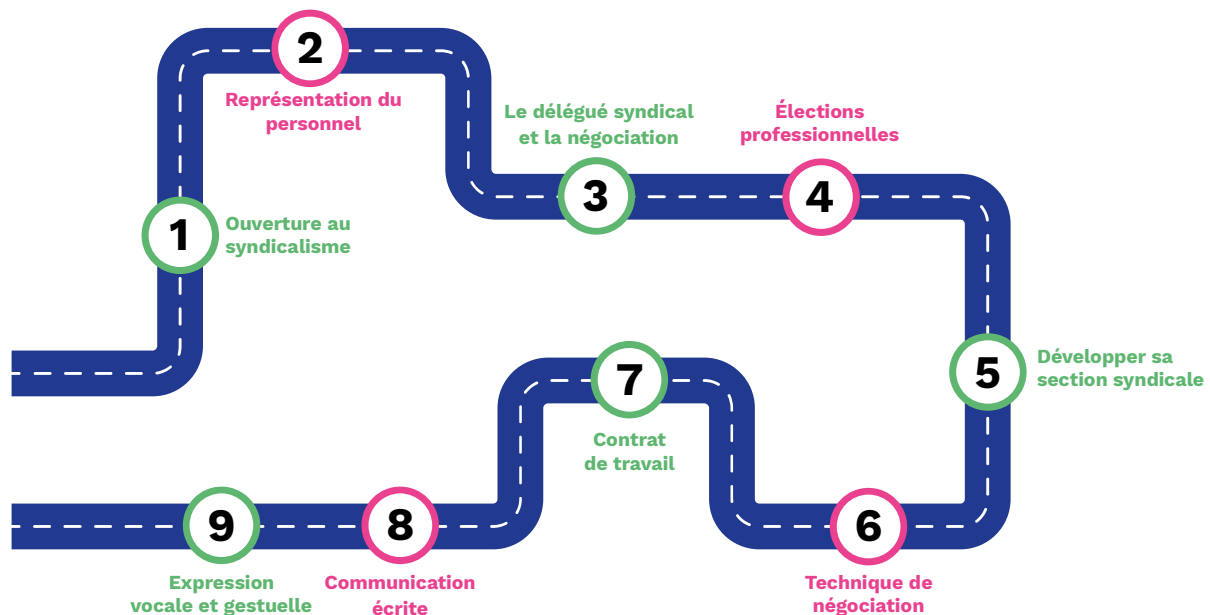 1
Ouverture au
syndicalisme
2
Représentation du
personnel
3
Le délégué syndical
et la négociation
4
Élections
professionnelles
5
Développer sa
section syndicale
6
Technique de
négociation
7
Contrat
de travail
8
Communication
écrite
9
Expression
vocale et gestuelle